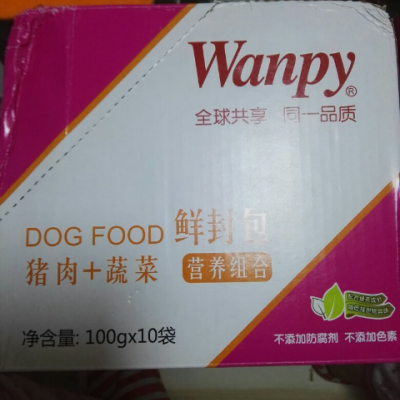 Wanpy®
全球共享 同一品质
DOG FOOD 鲜封包
猪肉+蔬菜 营养组合
净含量: 100gx10袋
不添加防腐剂 不添加色素